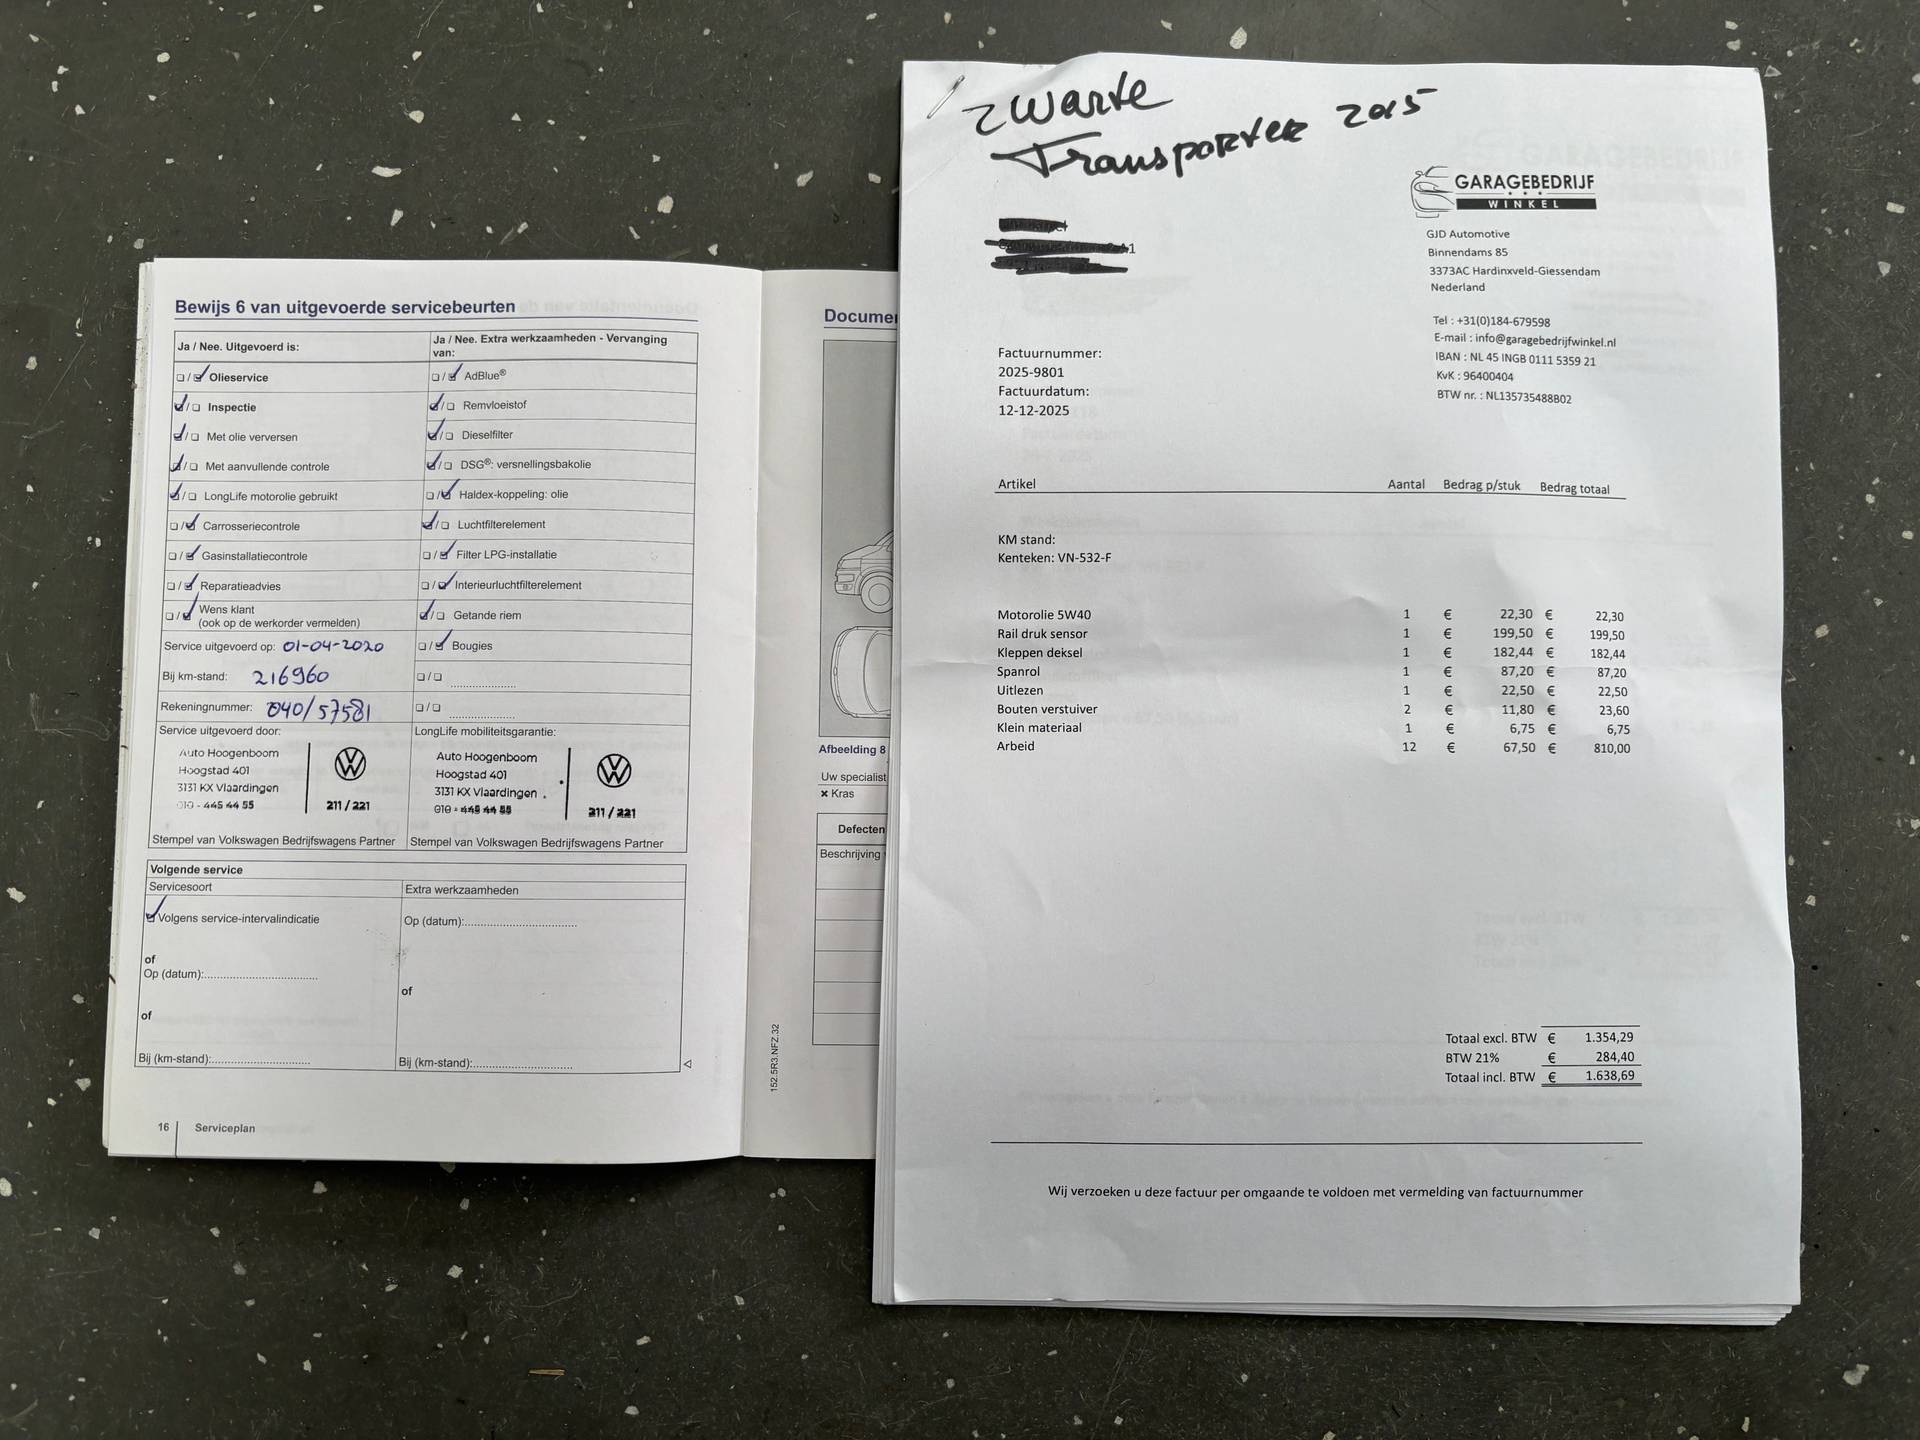 Bewijs 6 van uitgevoerde servicebeurten
Ja / Nee. Uitgevoerd is:
Olieservice
Inspectie
Met olie verversen
Met aanvullende controle
LongLife motorolie gebruikt
Carrosseriecontrole
Gasinstallatiecontrole
Reparatieadvies
Wens klant
(ook op de werkorder vermelden)
Service uitgevoerd op: 01-04-2020
Bij km-stand: 216960
Rekeningnummer: 040/57581
Ja / Nee. Extra werkzaamheden - Vervanging
van:
AdBlue®
Remvloeistof
Dieselfilter
DSG®: versnellingsbakolie
Haldex-koppeling: olie
Luchtfilterelement
Filter LPG-installatie
Interieurluchtfilterelement
Getande riem
Bougies
Service uitgevoerd door:
Auto Hoogenboom
Hoogstad 401
3131 KX Vlaardingen
010 - 445 44 55
211 / 221
Stempel van Volkswagen Bedrijfswagens Partner
LongLife mobiliteitsgarantie:
Auto Hoogenboom
Hoogstad 401
3131 KX Vlaardingen
010 - 445 44 55
211 / 221
Stempel van Volkswagen Bedrijfswagens Partner
Volgende service
Servicesoort
Volgens service-intervalindicatie
of
Op (datum):
of
Bij (km-stand):
Extra werkzaamheden
Op (datum):
of
Bij (km-stand):
16 Serviceplan
152.5R3.NFZ.32
Docume
Afbeelding 8
Uw specialist
× Kras
Defecten
Beschrijving
zwarte
Transporter 2015
GARAGEBEDRIJF
WINKEL
GJD Automotive
Binnendams 85
3373AC Hardinxveld-Giessendam
Nederland
Tel : +31(0)184-679598
E-mail : info@garagebedrijfwinkel.nl
IBAN : NL 45 INGB 0111 5359 21
KvK : 96400404
BTW nr. : NL135735488B02
1
Factuurnummer:
2025-9801
Factuurdatum:
12-12-2025
Artikel Aantal Bedrag p/stuk Bedrag totaal
KM stand:
Kenteken: VN-532-F
Motorolie 5W40 1 € 22,30 € 22,30
Rail druk sensor 1 € 199,50 € 199,50
Kleppen deksel 1 € 182,44 € 182,44
Spanrol 1 € 87,20 € 87,20
Uitlezen 1 € 22,50 € 22,50
Bouten verstuiver 2 € 11,80 € 23,60
Klein materiaal 1 € 6,75 € 6,75
Arbeid 12 € 67,50 € 810,00
Totaal excl. BTW € 1.354,29
BTW 21% € 284,40
Totaal incl. BTW € 1.638,69
Wij verzoeken u deze factuur per omgaande te voldoen met vermelding van factuurnummer